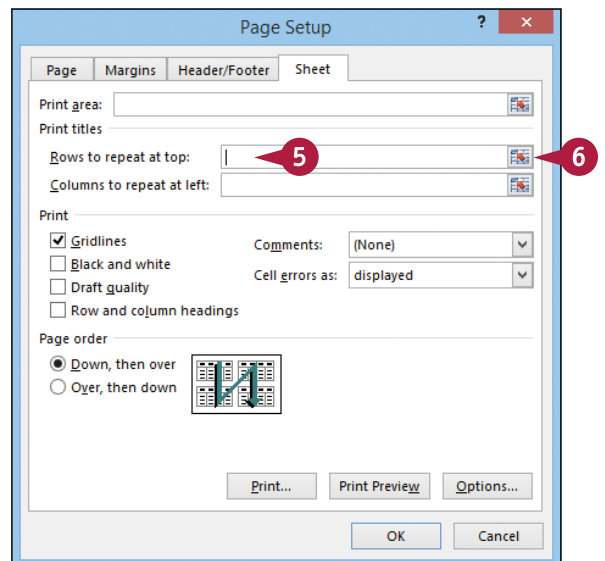 Page Setup ? ×
Page Margins Header/Footer Sheet
Print area:
Print titles
Rows to repeat at top: 5 6
Columns to repeat at left:
Print
Gridlines Comments: (None)
Black and white Cell errors as: displayed
Draft quality
Row and column headings
Page order
Down, then over
Over, then down
Print... Print Preview Options...
OK Cancel